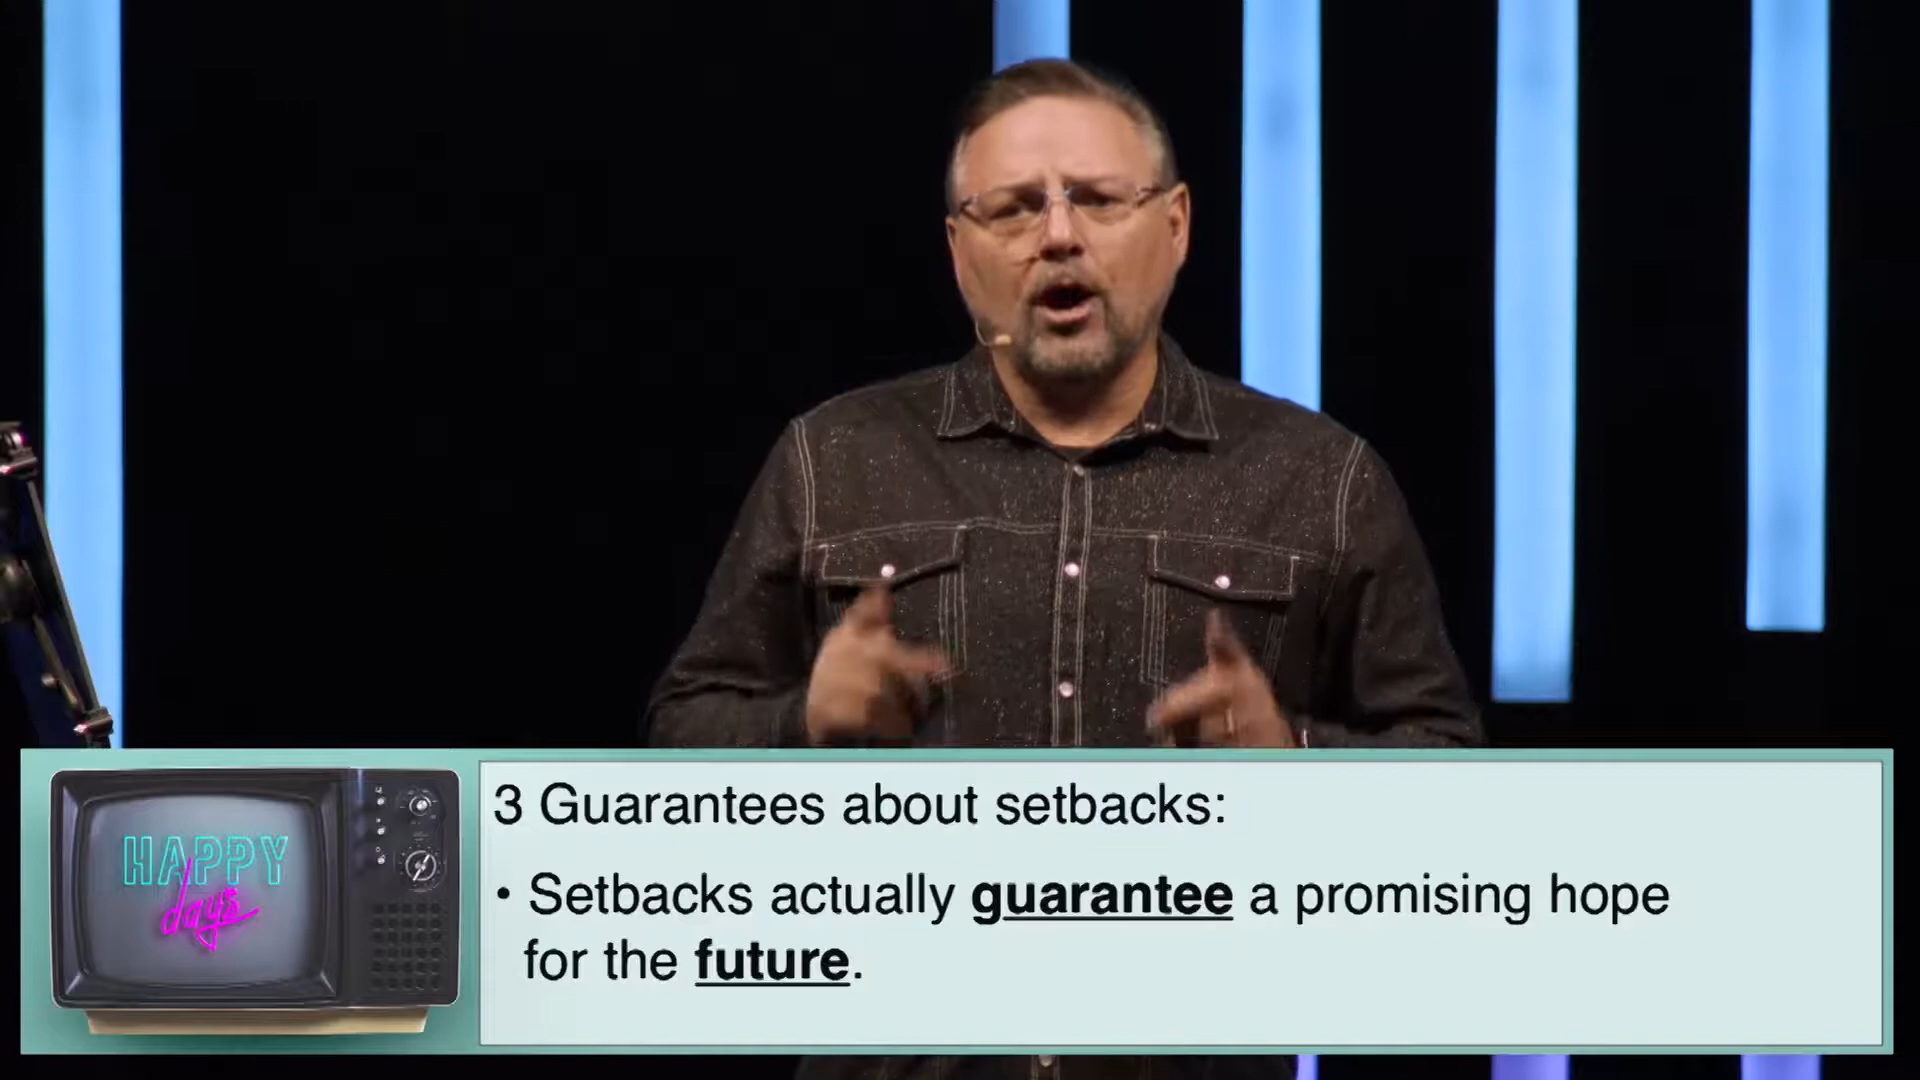 3 Guarantees about setbacks:
• Setbacks actually guarantee a promising hope
for the future.
HAPPY
days